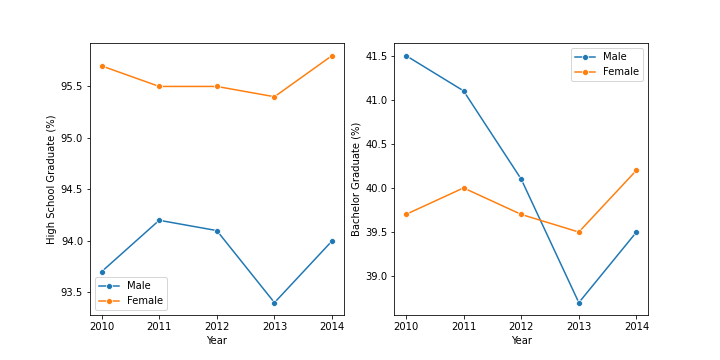 High School Graduate (%)
95.5
95.0
94.5
94.0
93.5
Male
Female
2010 2011 2012 2013 2014
Year
Bachelor Graduate (%)
41.5
41.0
40.5
40.0
39.5
39.0
Male
Female
2010 2011 2012 2013 2014
Year